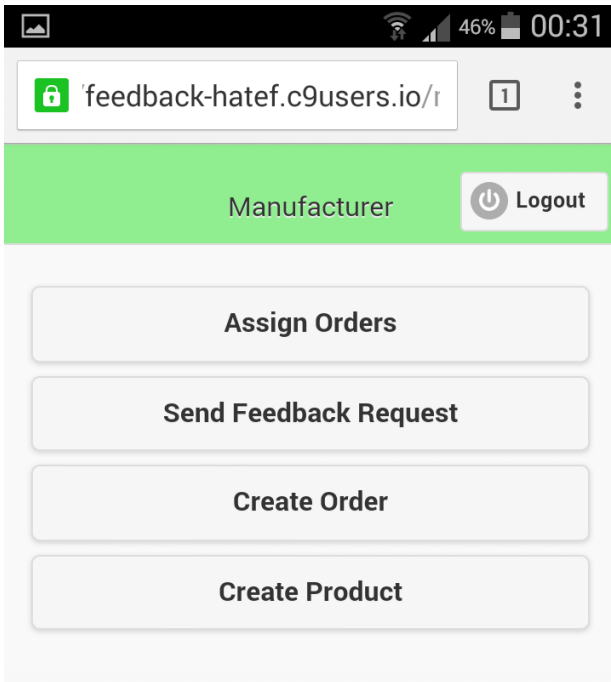 46% 00:31
/feedback-hatef.c9users.io/r
1
Manufacturer
Logout
Assign Orders
Send Feedback Request
Create Order
Create Product